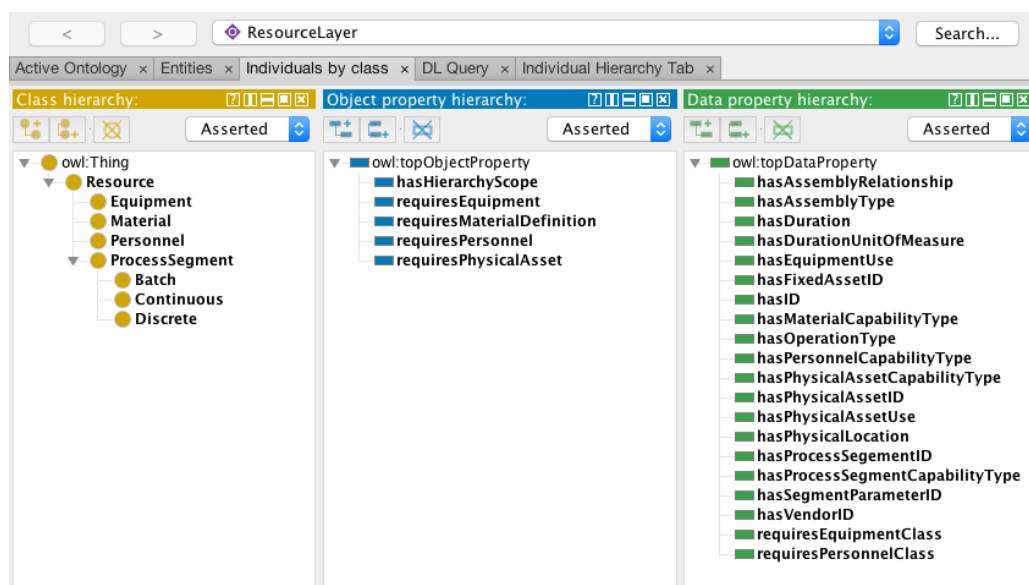 < > ResourceLayer Search...
Active Ontology × Entities × Individuals by class × DL Query × Individual Hierarchy Tab ×
Class hierarchy:
Asserted
owl:Thing
Resource
Equipment
Material
Personnel
ProcessSegment
Batch
Continuous
Discrete
Object property hierarchy:
Asserted
owl:topObjectProperty
hasHierarchyScope
requiresEquipment
requiresMaterialDefinition
requiresPersonnel
requiresPhysicalAsset
Data property hierarchy:
Asserted
owl:topDataProperty
hasAssemblyRelationship
hasAssemblyType
hasDuration
hasDurationUnitOfMeasure
hasEquipmentUse
hasFixedAssetID
hasID
hasMaterialCapabilityType
hasOperationType
hasPersonnelCapabilityType
hasPhysicalAssetCapabilityType
hasPhysicalAssetID
hasPhysicalAssetUse
hasPhysicalLocation
hasProcessSegementID
hasProcessSegmentCapabilityType
hasSegmentParameterID
hasVendorID
requiresEquipmentClass
requiresPersonnelClass